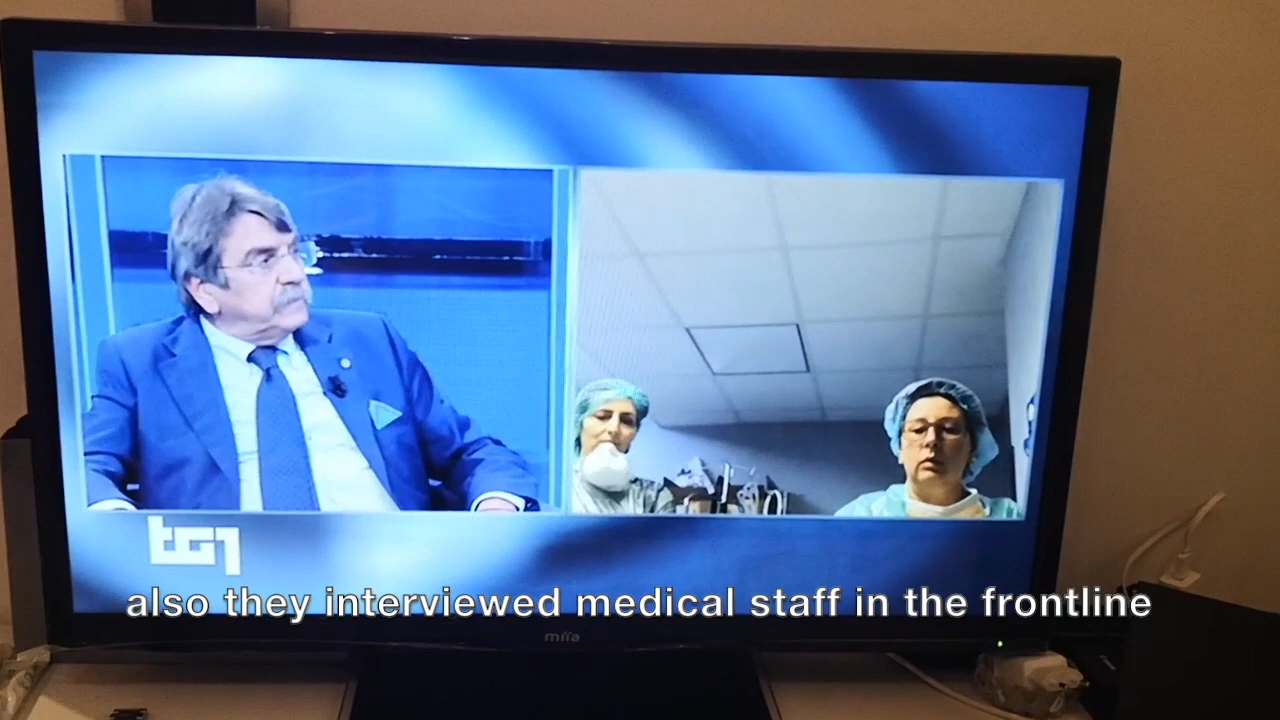 tg1
also they interviewed medical staff in the frontline
miia